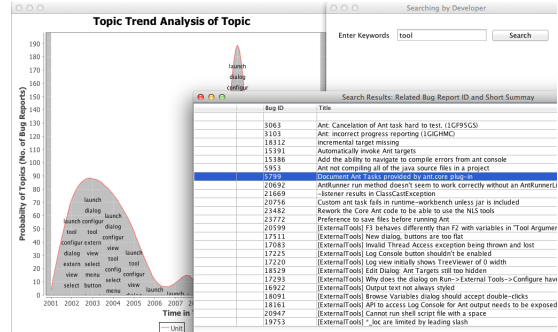 Topic Trend Analysis of Topic
Probability of Topics (No. of Bug Reports)
190
180
170
160
150
140
130
120
110
100
90
80
70
60
50
40
30
20
10
0
2001 2002 2003 2004 2005 2006 2007
Time in
Unit
launch
dialog
configur
launch
dialog
launch configur launch
tool tool dialog
configur extern tool
dialog view config
extern select view
view menu select
select button menu
Searching by Developer
Enter Keywords tool Search
Search Results: Related Bug Report ID and Short Summay
Bug ID Title
3063 Ant: Cancelation of Ant task hard to test. (1GF95GS)
3103 Ant: incorrect progress reporting (1GIGHMC)
18312 incremental target missing
15391 Automatically invoke Ant targets
15386 Add the ability to navigate to compile errors from ant console
5953 Ant not compiling all of the java source files in a project
5799 Document Ant Tasks provided by ant.core plug-in
20692 AntRunner run method doesn't seem to work correctly without an AntRunnerLi
21669 -listener results in ClassCastException
20756 Custom ant task fails in runtime-workbench unless jar is included
23482 Rework the Core Ant code to be able to use the NLS tools
23772 Preference to save files before running Ant
20599 [ExternalTools] F3 behaves differently than F2 with variables in "Tool Argumen
17511 [ExternalTools] New dialog, buttons are too flat
17083 [ExternalTools] Invalid Thread Access exception being thrown and lost
17225 [ExternalTools] Log Console button shouldn't be enabled
17220 [ExternalTools] Log View initially shows TreeViewer of 0 width
18529 [ExternalTools] Edit Dialog: Ant Targets still too hidden
17293 [ExternalTools] Why does the dialog on Run->External Tools->Configure have
16922 [ExternalTools] Output text not always styled
18091 [ExternalTools] Browse Variables dialog should accept double-clicks
18161 [ExternalTools] API to access Log Console for Ant output needs to be exposed
20947 [ExternalTools] Cannot run shell script file with a space
19753 [ExternalTools] *_loc are limited by leading slash